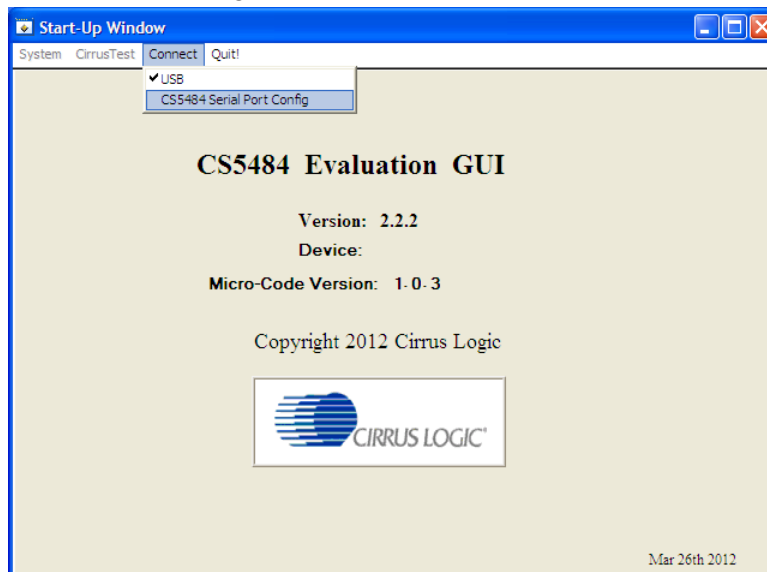 Start-Up Window
System CirrusTest Connect Quit!
✔USB
CS5484 Serial Port Config
CS5484 Evaluation GUI
Version: 2.2.2
Device:
Micro-Code Version: 1.0.3
Copyright 2012 Cirrus Logic
CIRRUS LOGIC®
Mar 26th 2012